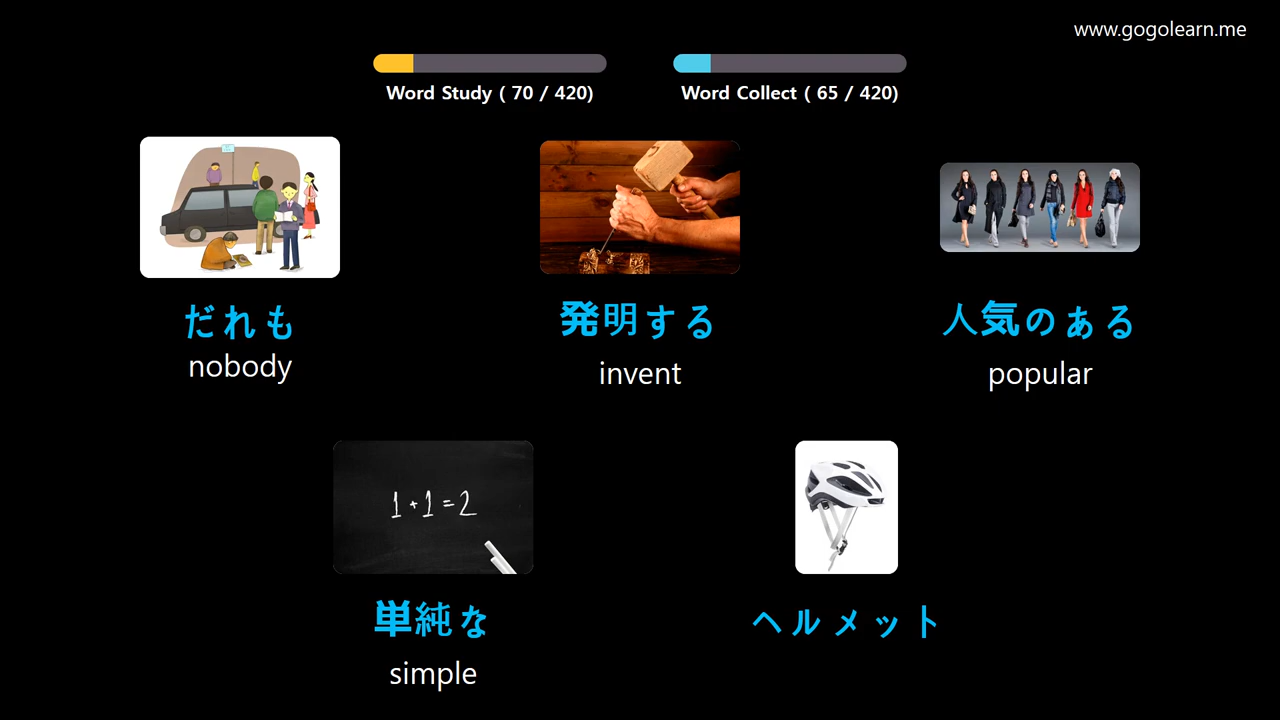 www.gogolearn.me
Word Study ( 70 / 420)
Word Collect ( 65 / 420)
だれも
nobody
発明する
invent
人気のある
popular
1+1=2
単純な
simple
ヘルメット